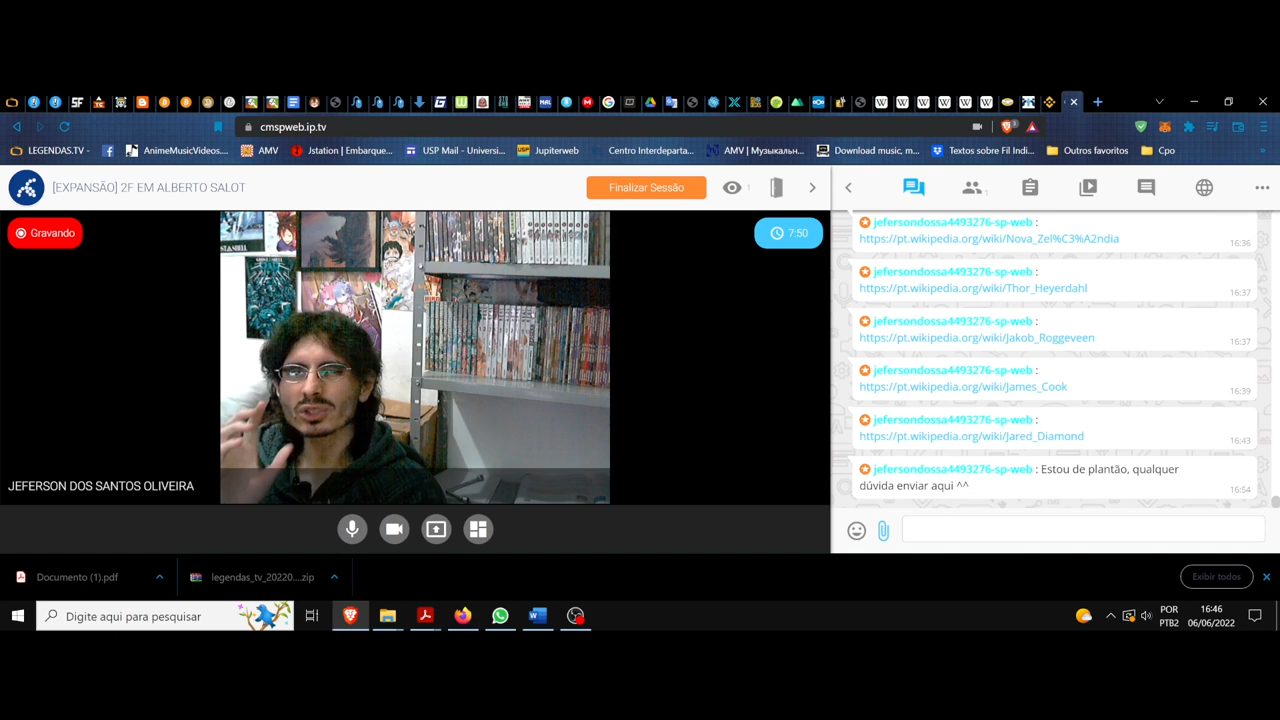 cmspweb.ip.tv
1
LEGENDAS.TV -
AnimeMusicVideos...
AMV
Jstation | Embarque...
USP Mail - Universi...
Jupiterweb
Centro Interdeparta...
AMV | Музыкальн...
Download music, m...
Textos sobre Fil Indi...
Outros favoritos
Cpo
[EXPANSÃO] 2F EM ALBERTO SALOT
Finalizar Sessão
1
1
Gravando
7:50
JEFERSON DOS SANTOS OLIVEIRA
jefersondossa4493276-sp-web :
https://pt.wikipedia.org/wiki/Nova_Zel%C3%A2ndia
16:36
jefersondossa4493276-sp-web :
https://pt.wikipedia.org/wiki/Thor_Heyerdahl
16:37
jefersondossa4493276-sp-web :
https://pt.wikipedia.org/wiki/Jakob_Roggeveen
16:37
jefersondossa4493276-sp-web :
https://pt.wikipedia.org/wiki/James_Cook
16:39
jefersondossa4493276-sp-web :
https://pt.wikipedia.org/wiki/Jared_Diamond
16:43
jefersondossa4493276-sp-web : Estou de plantão, qualquer
dúvida enviar aqui ^^
16:54
Documento (1).pdf
legendas_tv_20220....zip
Exibir todos
Digite aqui para pesquisar
POR
PTB2
16:46
06/06/2022